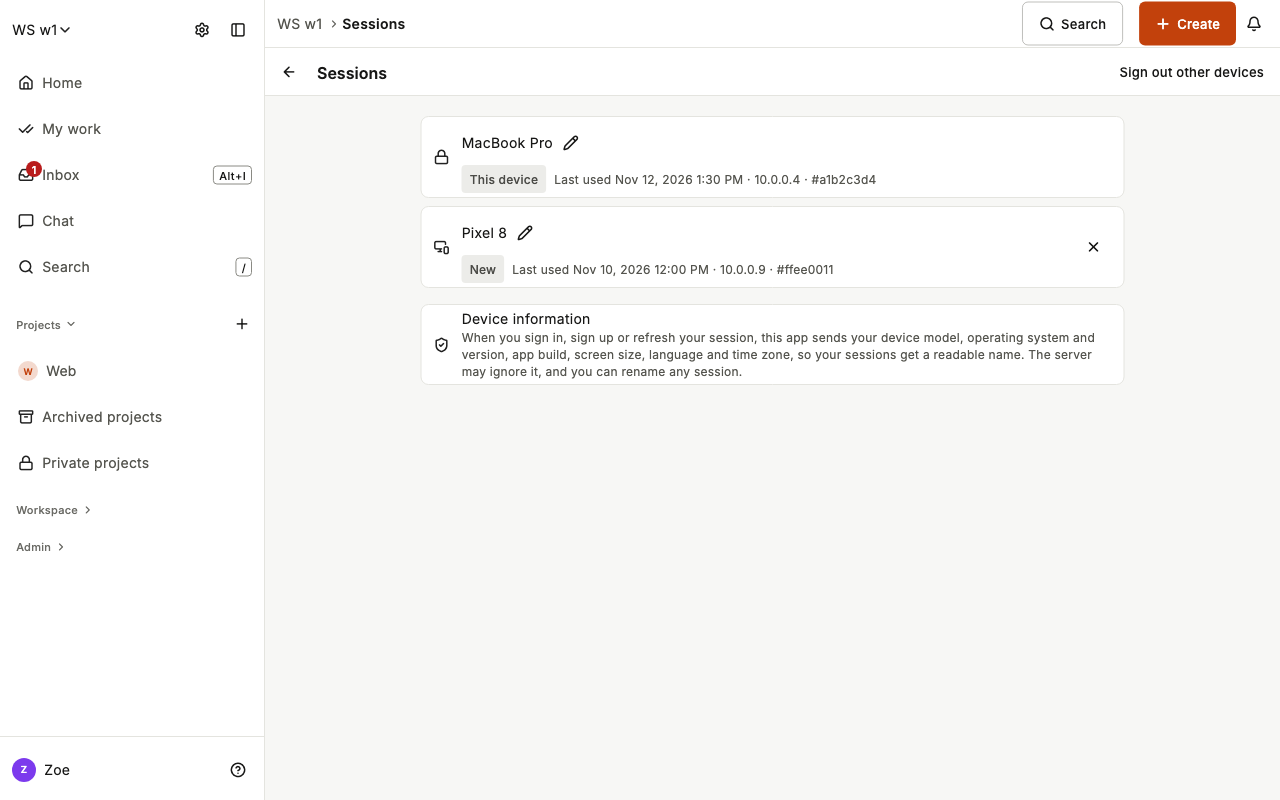 WS w1
WS w1 > Sessions
Search
Create
Sessions
Sign out other devices
Home
My work
1
Inbox
Alt+I
Chat
Search
/
Projects
W
Web
Archived projects
Private projects
Workspace
Admin
MacBook Pro
This device
Last used Nov 12, 2026 1:30 PM · 10.0.0.4 · #a1b2c3d4
Pixel 8
New
Last used Nov 10, 2026 12:00 PM · 10.0.0.9 · #ffee0011
Device information
When you sign in, sign up or refresh your session, this app sends your device model, operating system and
version, app build, screen size, language and time zone, so your sessions get a readable name. The server
may ignore it, and you can rename any session.
Z
Zoe